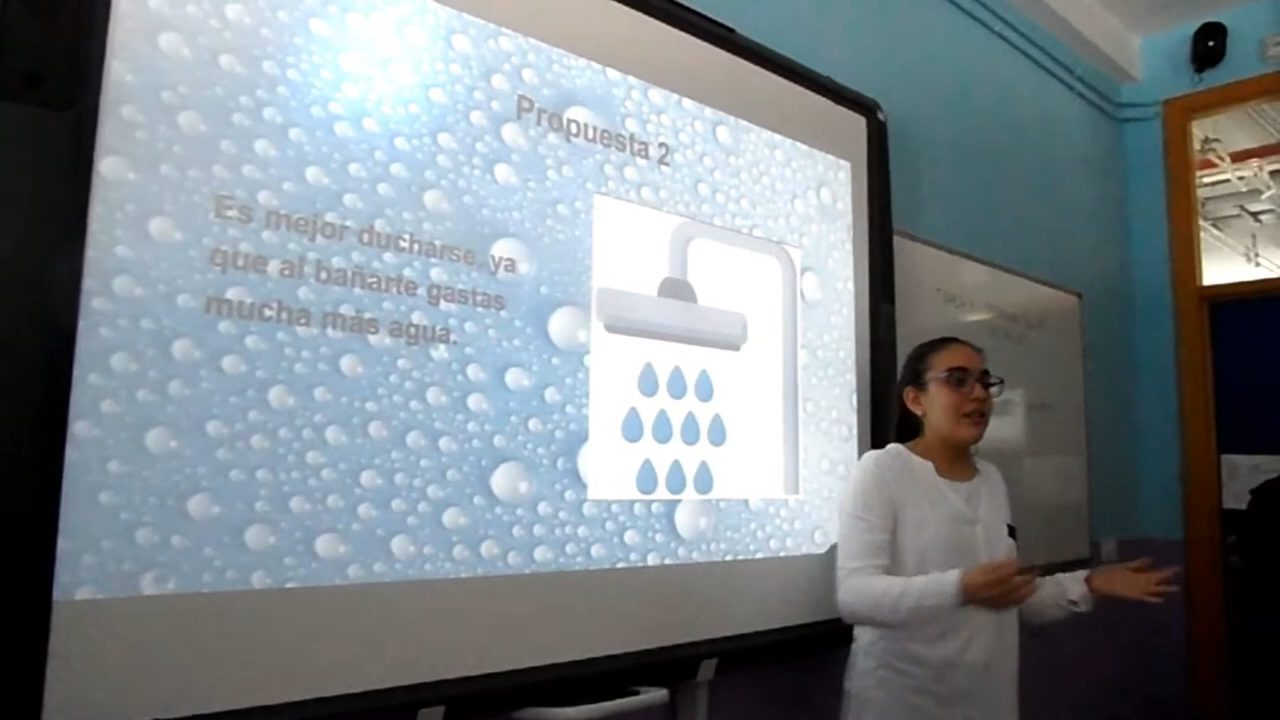 Propuesta 2
Es mejor ducharse, ya
que al bañarte gastas
mucha más agua.